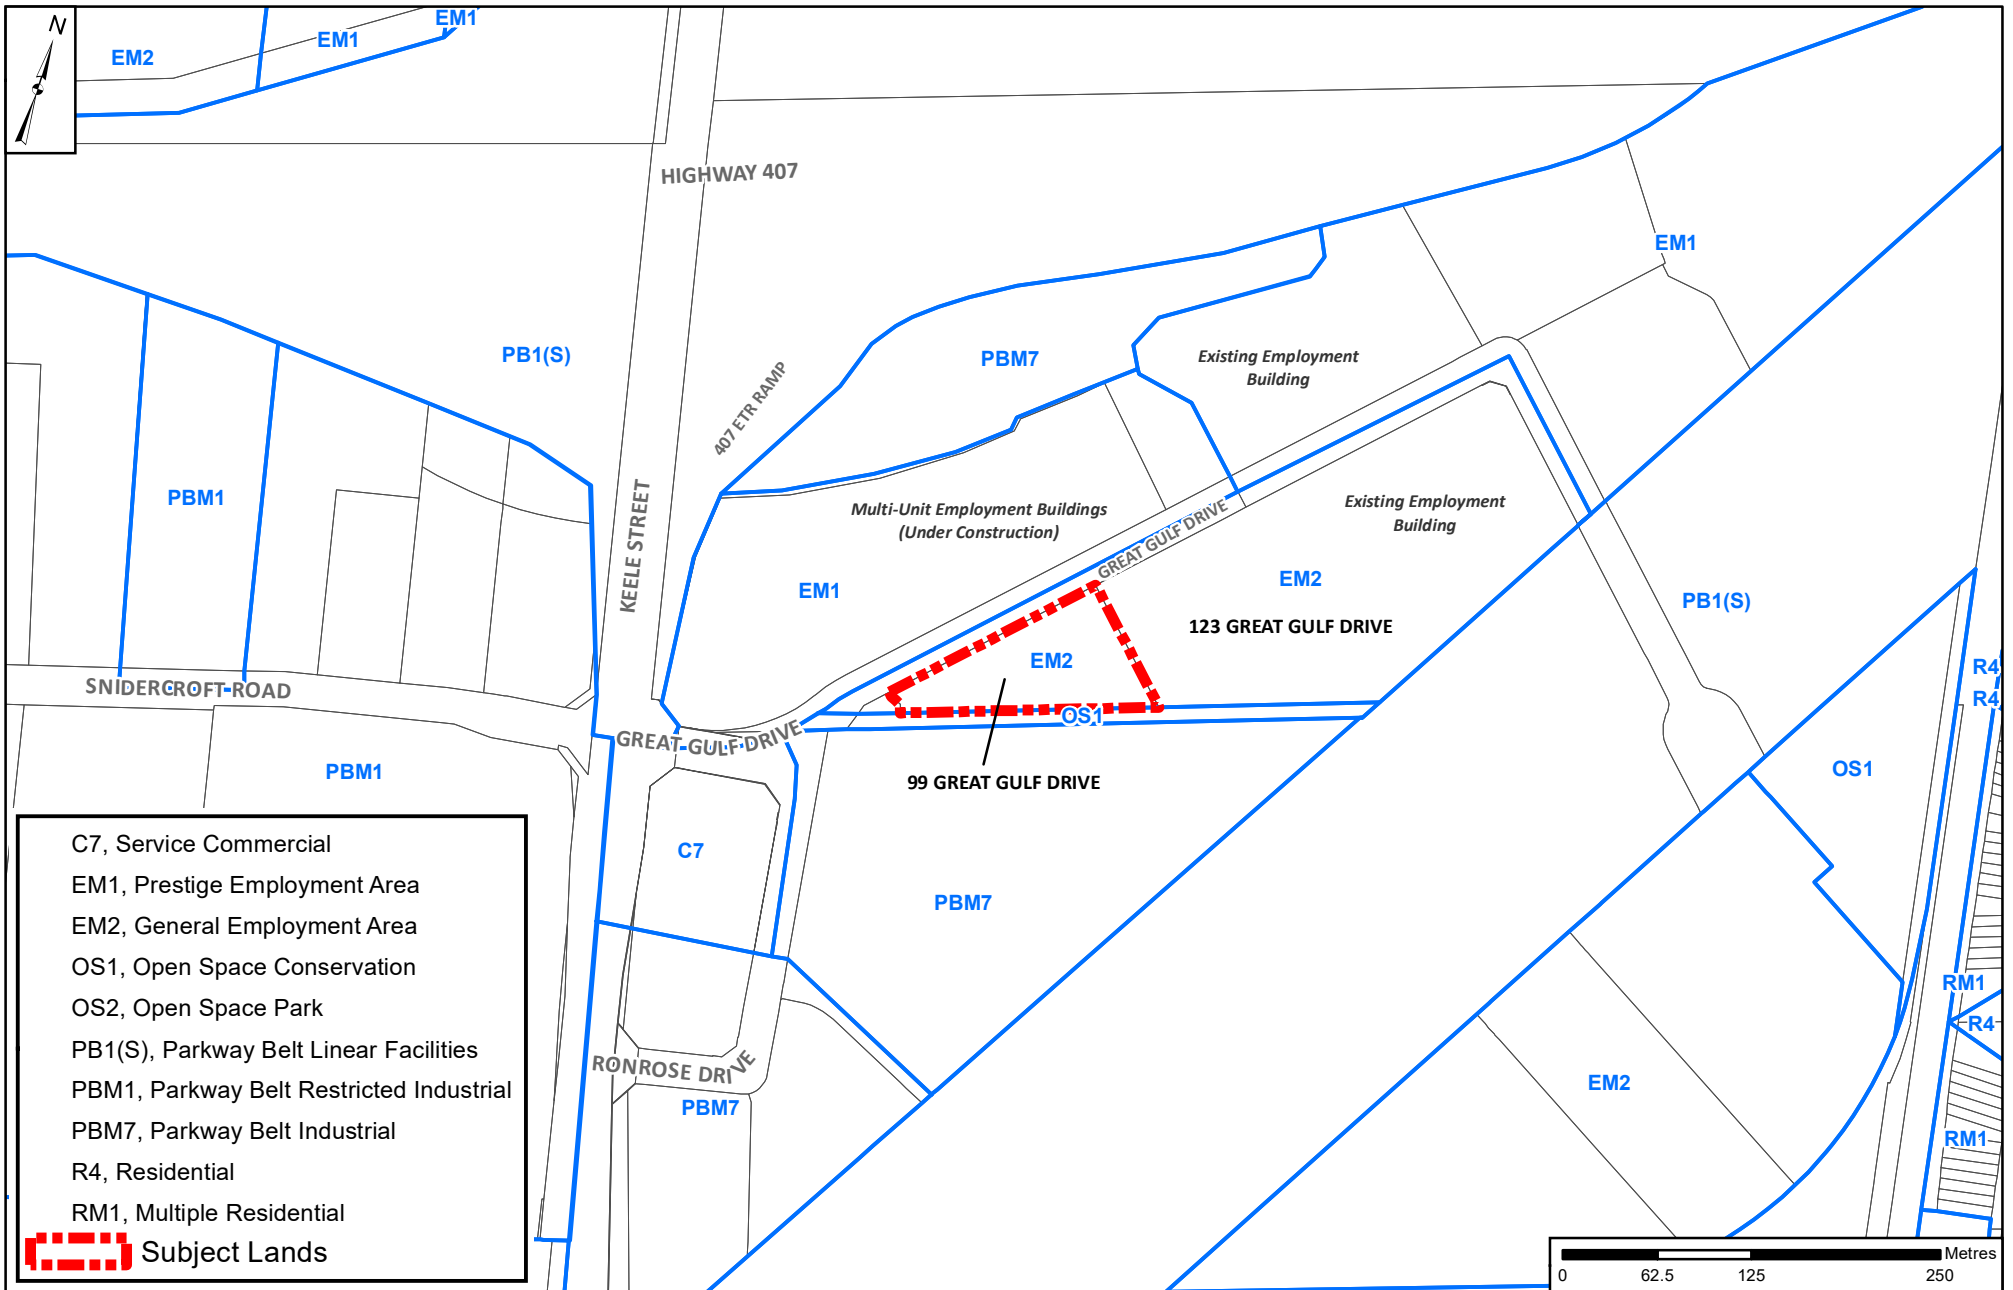 N
EM2
EM1
EM1
HIGHWAY 407
EM1
PB1(S)
407 ETR RAMP
PBM7
Existing Employment
Building
PBM1
KEELE STREET
Multi-Unit Employment Buildings
(Under Construction)
GREAT GULF DRIVE
Existing Employment
Building
EM1
EM2
123 GREAT GULF DRIVE
PB1(S)
EM2
R4
R4
SNIDERCROFT ROAD
OS1
GREAT GULF DRIVE
99 GREAT GULF DRIVE
PBM1
OS1
C7
PBM7
RM1
R4
RONROSE DRIVE
PBM7
EM2
RM1
C7, Service Commercial
EM1, Prestige Employment Area
EM2, General Employment Area
OS1, Open Space Conservation
OS2, Open Space Park
PB1(S), Parkway Belt Linear Facilities
PBM1, Parkway Belt Restricted Industrial
PBM7, Parkway Belt Industrial
R4, Residential
RM1, Multiple Residential
Subject Lands
Metres
0 62.5 125 250